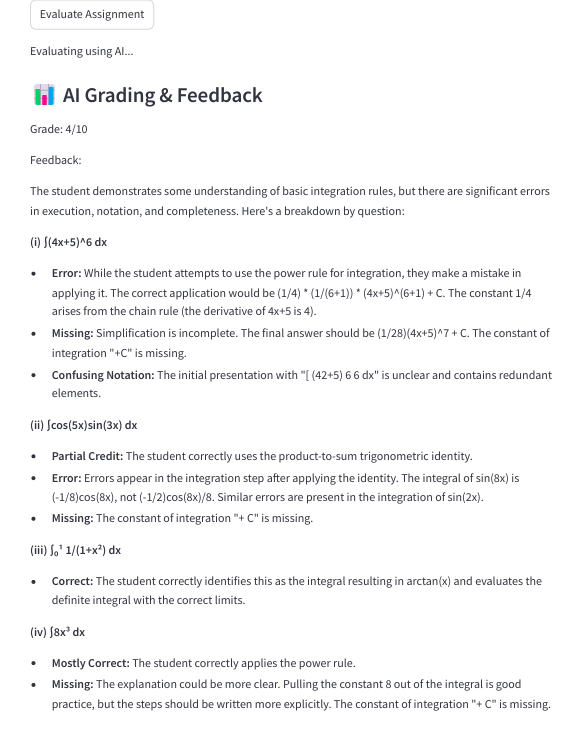 Evaluate Assignment
Evaluating using AI...
AI Grading & Feedback
Grade: 4/10
Feedback:
The student demonstrates some understanding of basic integration rules, but there are significant errors
in execution, notation, and completeness. Here's a breakdown by question:
(i) ∫(4x+5)^6 dx
• Error: While the student attempts to use the power rule for integration, they make a mistake in
applying it. The correct application would be (1/4) * (1/(6+1)) * (4x+5)^(6+1) + C. The constant 1/4
arises from the chain rule (the derivative of 4x+5 is 4).
• Missing: Simplification is incomplete. The final answer should be (1/28)(4x+5)^7 + C. The constant of
integration "+C" is missing.
• Confusing Notation: The initial presentation with "[ (42+5) 6 6 dx" is unclear and contains redundant
elements.
(ii) ∫cos(5x)sin(3x) dx
• Partial Credit: The student correctly uses the product-to-sum trigonometric identity.
• Error: Errors appear in the integration step after applying the identity. The integral of sin(8x) is
(-1/8)cos(8x), not (-1/2)cos(8x)/8. Similar errors are present in the integration of sin(2x).
• Missing: The constant of integration "+ C" is missing.
(iii) ∫₀¹ 1/(1+x²) dx
• Correct: The student correctly identifies this as the integral resulting in arctan(x) and evaluates the
definite integral with the correct limits.
(iv) ∫8x³ dx
• Mostly Correct: The student correctly applies the power rule.
• Missing: The explanation could be more clear. Pulling the constant 8 out of the integral is good
practice, but the steps should be written more explicitly. The constant of integration "+ C" is missing.